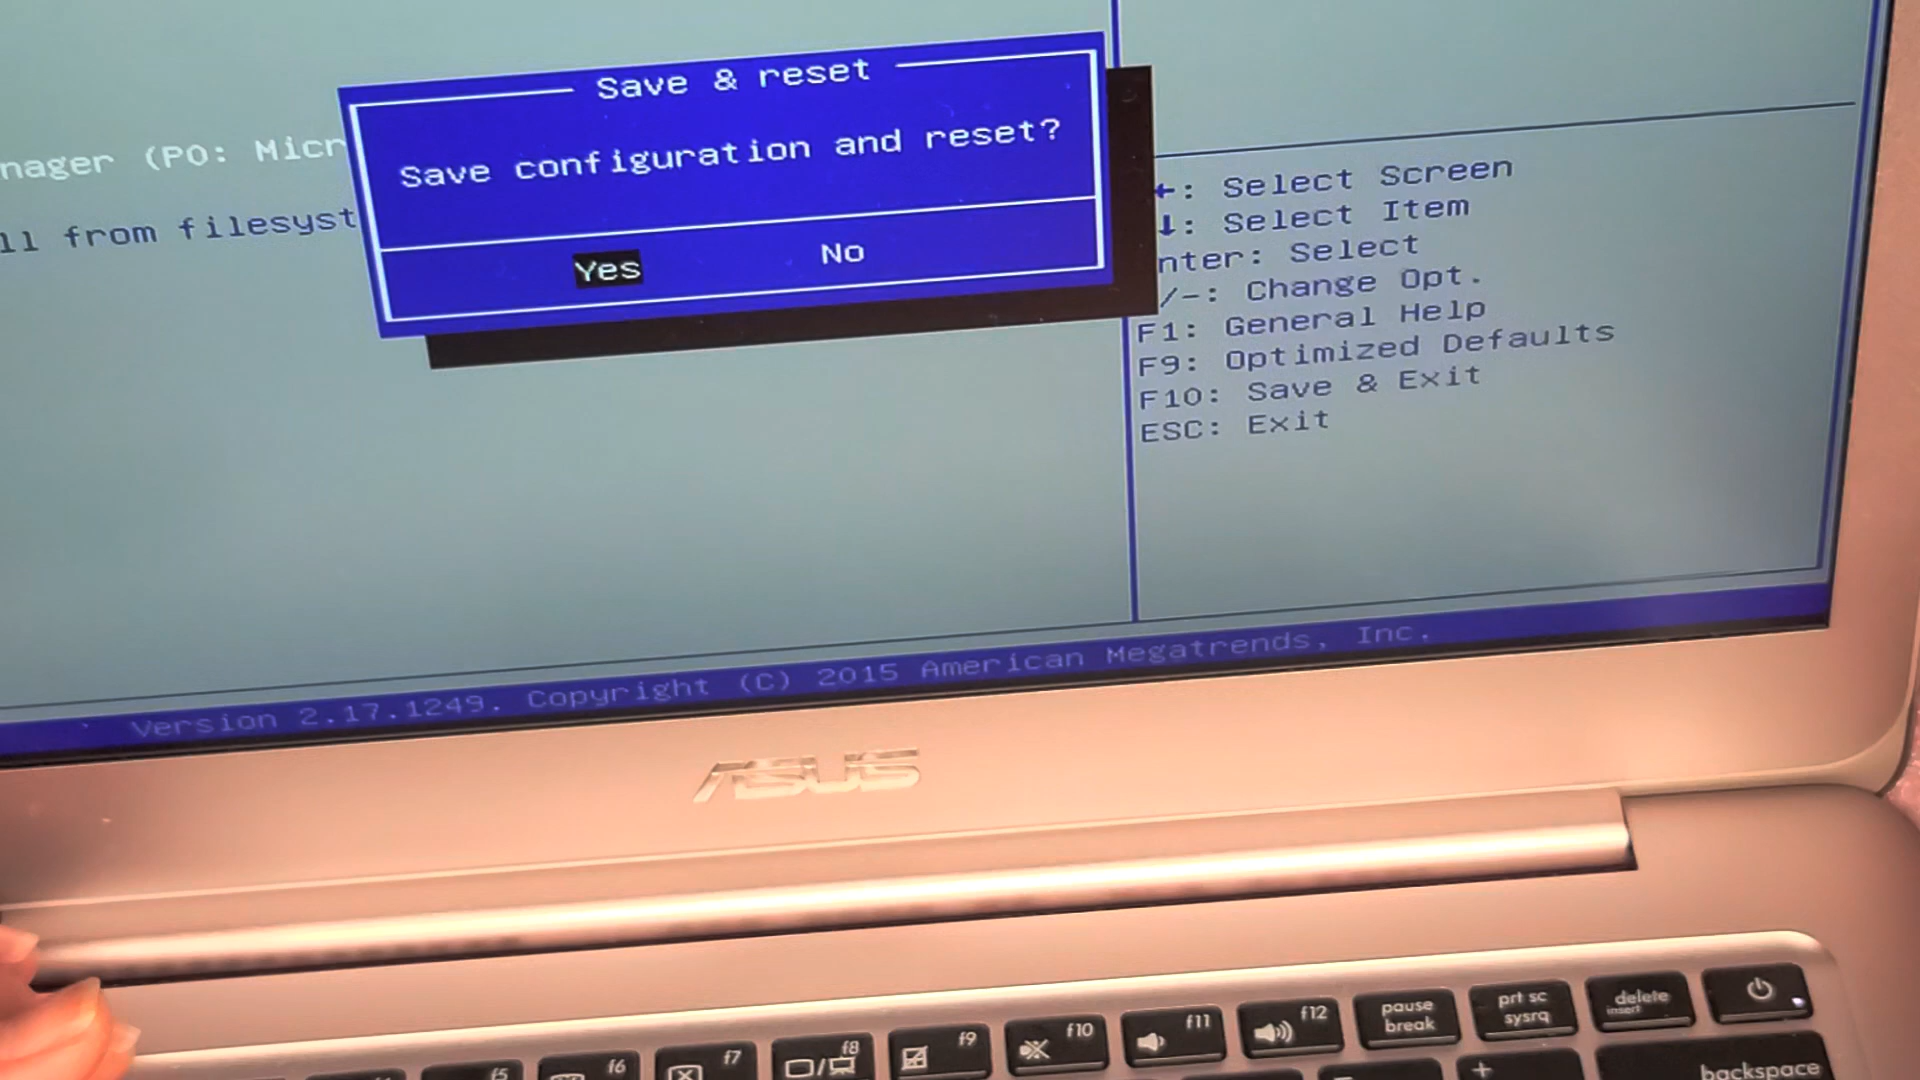 Save & reset
Save configuration and reset?
Yes No
nager (P0: Micr
ll from filesyst
←: Select Screen
↓: Select Item
nter: Select
/-: Change Opt.
F1: General Help
F9: Optimized Defaults
F10: Save & Exit
ESC: Exit
Version 2.17.1249. Copyright (C) 2015 American Megatrends, Inc.
ASUS
f5
f6
f7
f8
f9
f10
f11
f12
pause
break
prt sc
sysrq
delete
insert
+
backspace